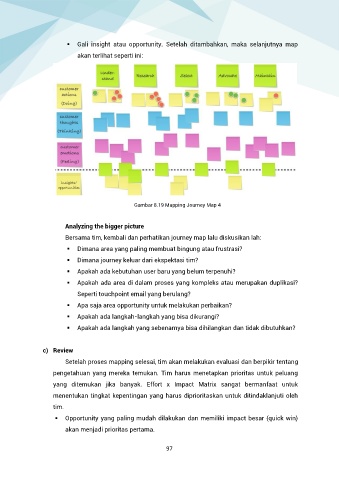 • Gali insight atau opportunity. Setelah ditambahkan, maka selanjutnya map
akan terlihat seperti ini:
Research
Select
Customer
actions
(Doing)
Customer
thoughts
(Thinking)
Customer
emotions
(Feeling)
Insights/
opportunities
Gambar 8.19 Mapping Journey Map 4
Analyzing the bigger picture
Bersama tim, kembali dan perhatikan journey map lalu diskusikan lah:
• Dimana area yang paling membuat bingung atau frustrasi?
• Dimana journey keluar dari ekspektasi tim?
• Apakah ada kebutuhan user baru yang belum terpenuhi?
• Apakah ada area di dalam proses yang kompleks atau merupakan duplikasi?
Seperti touchpoint email yang berulang?
• Apa saja area opportunity untuk melakukan perbaikan?
• Apakah ada langkah-langkah yang bisa dikurangi?
• Apakah ada langkah yang sebenarnya bisa dihilangkan dan tidak dibutuhkan?
c) Review
Setelah proses mapping selesai, tim akan melakukan evaluasi dan berpikir tentang
pengetahuan yang mereka temukan. Tim harus menetapkan prioritas untuk peluang
yang ditemukan jika banyak. Effort x Impact Matrix sangat bermanfaat untuk
menentukan tingkat kepentingan yang harus diprioritaskan untuk ditindaklanjuti oleh
tim.
• Opportunity yang paling mudah dilakukan dan memiliki impact besar (quick win)
akan menjadi prioritas pertama.
97